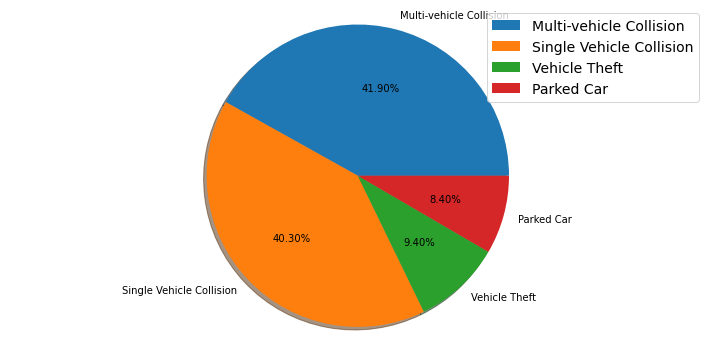 Multi-vehicle Collision
Multi-vehicle Collision
Single Vehicle Collision
Vehicle Theft
Parked Car
41.90%
8.40%
Parked Car
40.30%
9.40%
Single Vehicle Collision
Vehicle Theft